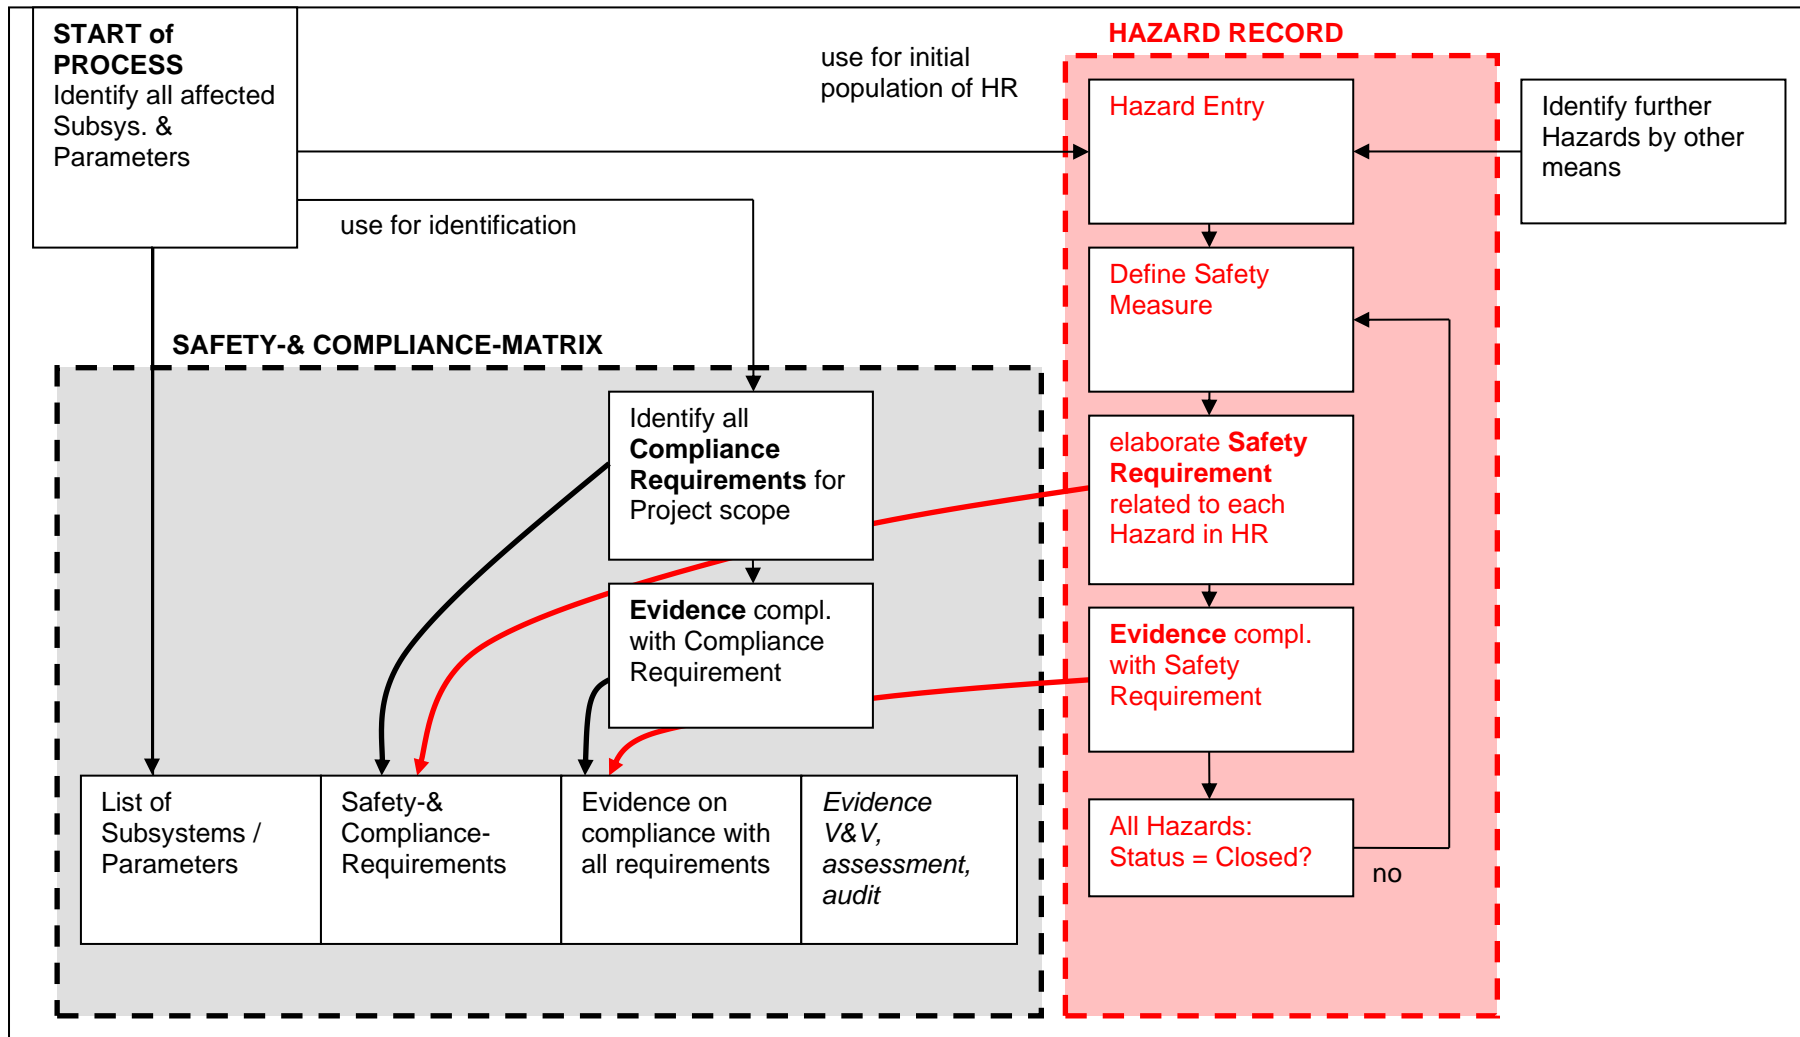 START of
PROCESS
Identify all affected
Subsys. &
Parameters
use for initial
population of HR
HAZARD RECORD
Hazard Entry
Identify further
Hazards by other
means
use for identification
Define Safety
Measure
SAFETY-& COMPLIANCE-MATRIX
Identify all
Compliance
Requirements for
Project scope
elaborate Safety
Requirement
related to each
Hazard in HR
Evidence compl.
with Compliance
Requirement
Evidence compl.
with Safety
Requirement
List of
Subsystems /
Parameters
Safety-&
Compliance-
Requirements
Evidence on
compliance with
all requirements
Evidence
V&V,
assessment,
audit
All Hazards:
Status = Closed?
no